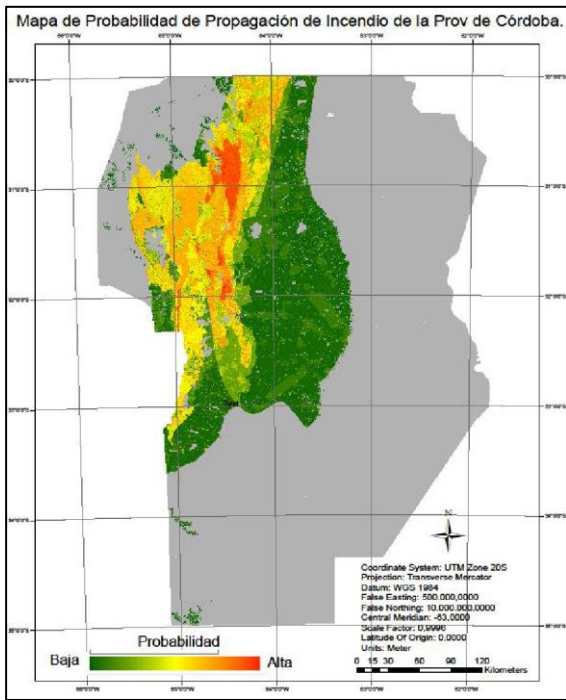 Mapa de Probabilidad de Propagación de Incendio de la Prov de Córdoba.
Coordinate System: UTM Zone 20S
Projection: Transverse Mercator
Datum: WGS 1984
False Easting: 500.000,0000
False Northing: 10.000.000,0000
Central Meridian: -63,0000
Scale Factor: 0,9996
Latitude Of Origin: 0,0000
Units: Meter
0 15 30 60 90 120
Kilometers
Probabilidad
Baja
Alta